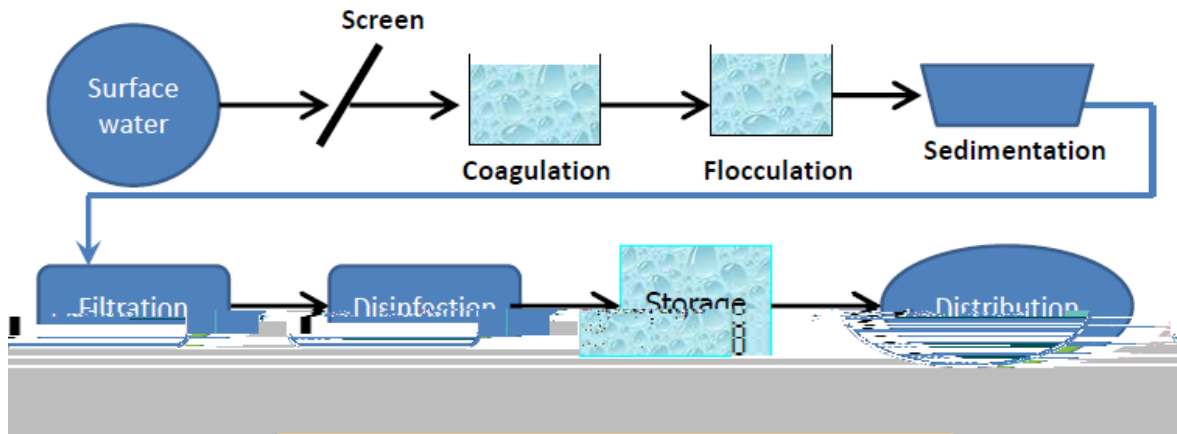 Screen
Surface
water
Coagulation
Flocculation
Sedimentation
Filtration
Disinfection
Storage
Distribution